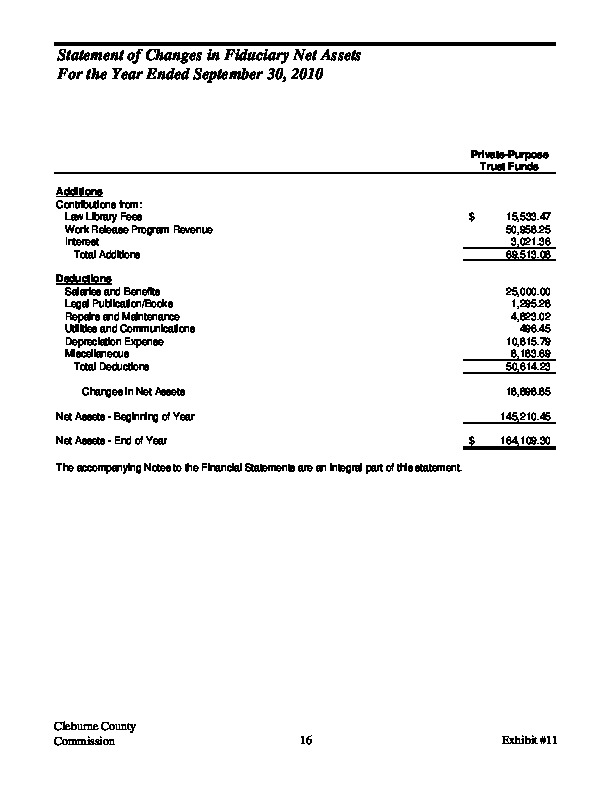 Statement of Changes in Fiduciary Net Assets
For the Year Ended September 30, 2010
Private-Purpose
Trust Funds
Additions
Contributions from:
Law Library Fees $ 15,533.47
Work Release Program Revenue 50,958.25
Interest 3,021.36
Total Additions 69,513.08
Deductions
Salaries and Benefits 25,000.00
Legal Publication/Books 1,295.28
Repairs and Maintenance 4,823.02
Utilities and Communications 496.45
Depreciation Expense 10,815.79
Miscellaneous 8,183.69
Total Deductions 50,614.23
Changes in Net Assets 18,898.85
Net Assets - Beginning of Year 145,210.45
Net Assets - End of Year $ 164,109.30
The accompanying Notes to the Financial Statements are an integral part of this statement.
Cleburne County
Commission 16 Exhibit #11